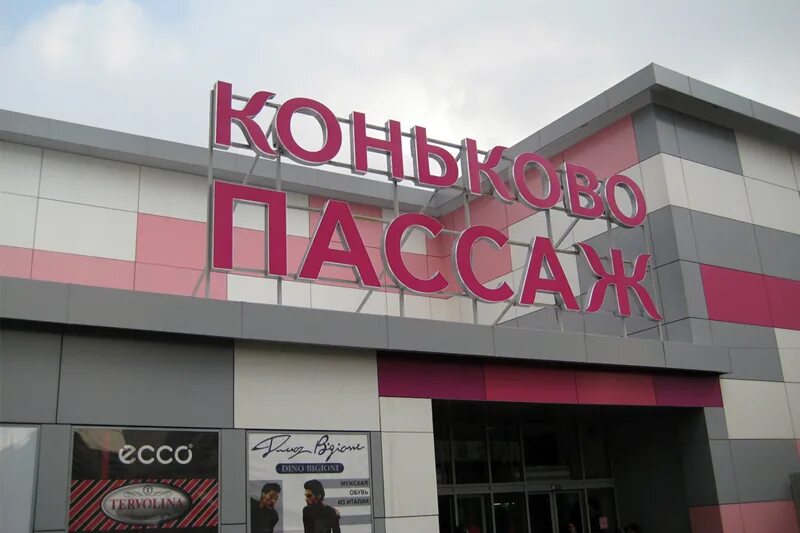 КОНЬКОВО
ПАССАЖ
ecco
TERVOLINA
Dino Bigioni
DINO BIGIONI
МУЖСКАЯ
ОБУВЬ
ИЗ ИТАЛИИ